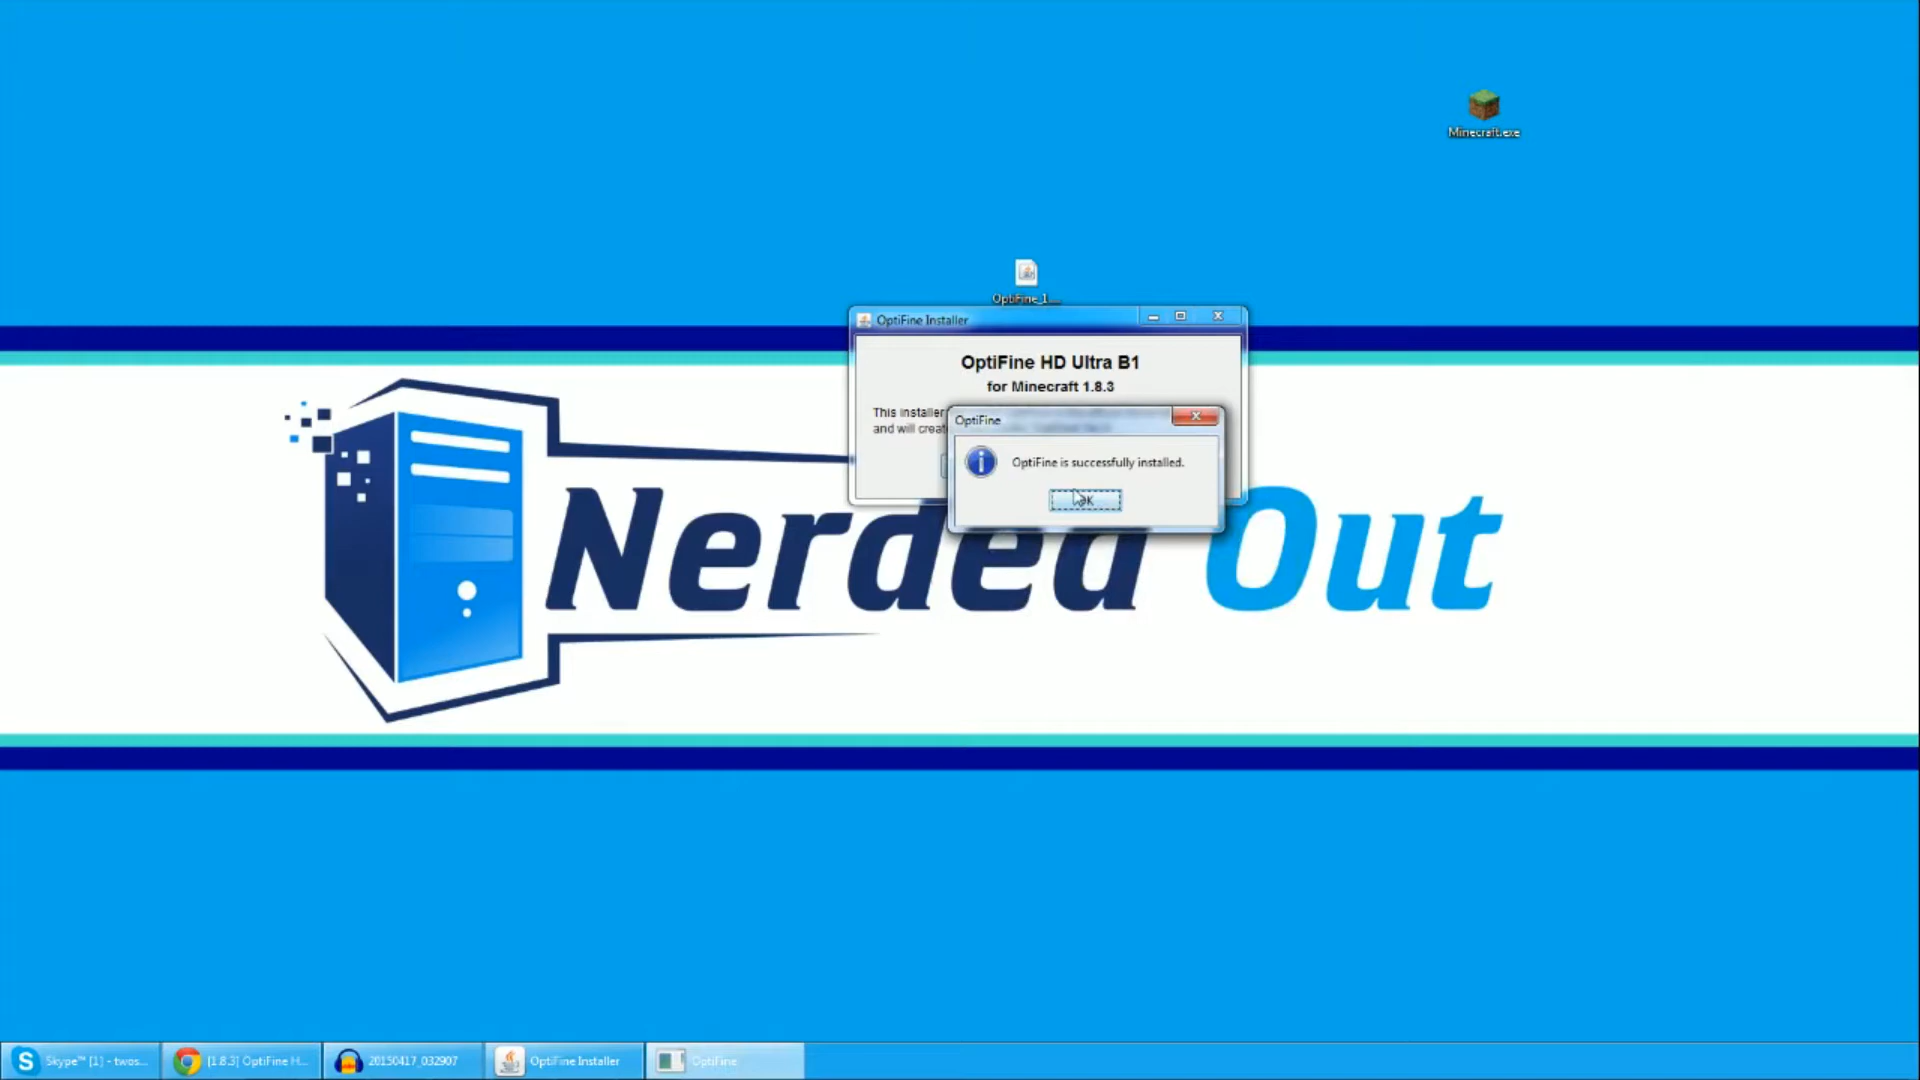 Minecraft.exe
OptiFine_1....
OptiFine Installer
OptiFine HD Ultra B1
for Minecraft 1.8.3
This installer
and will create
OptiFine
OptiFine is successfully installed.
OK
Nerded Out
Skype™ [1] - twos...
[1.8.3] OptiFine H...
20150417_032907
OptiFine Installer
OptiFine